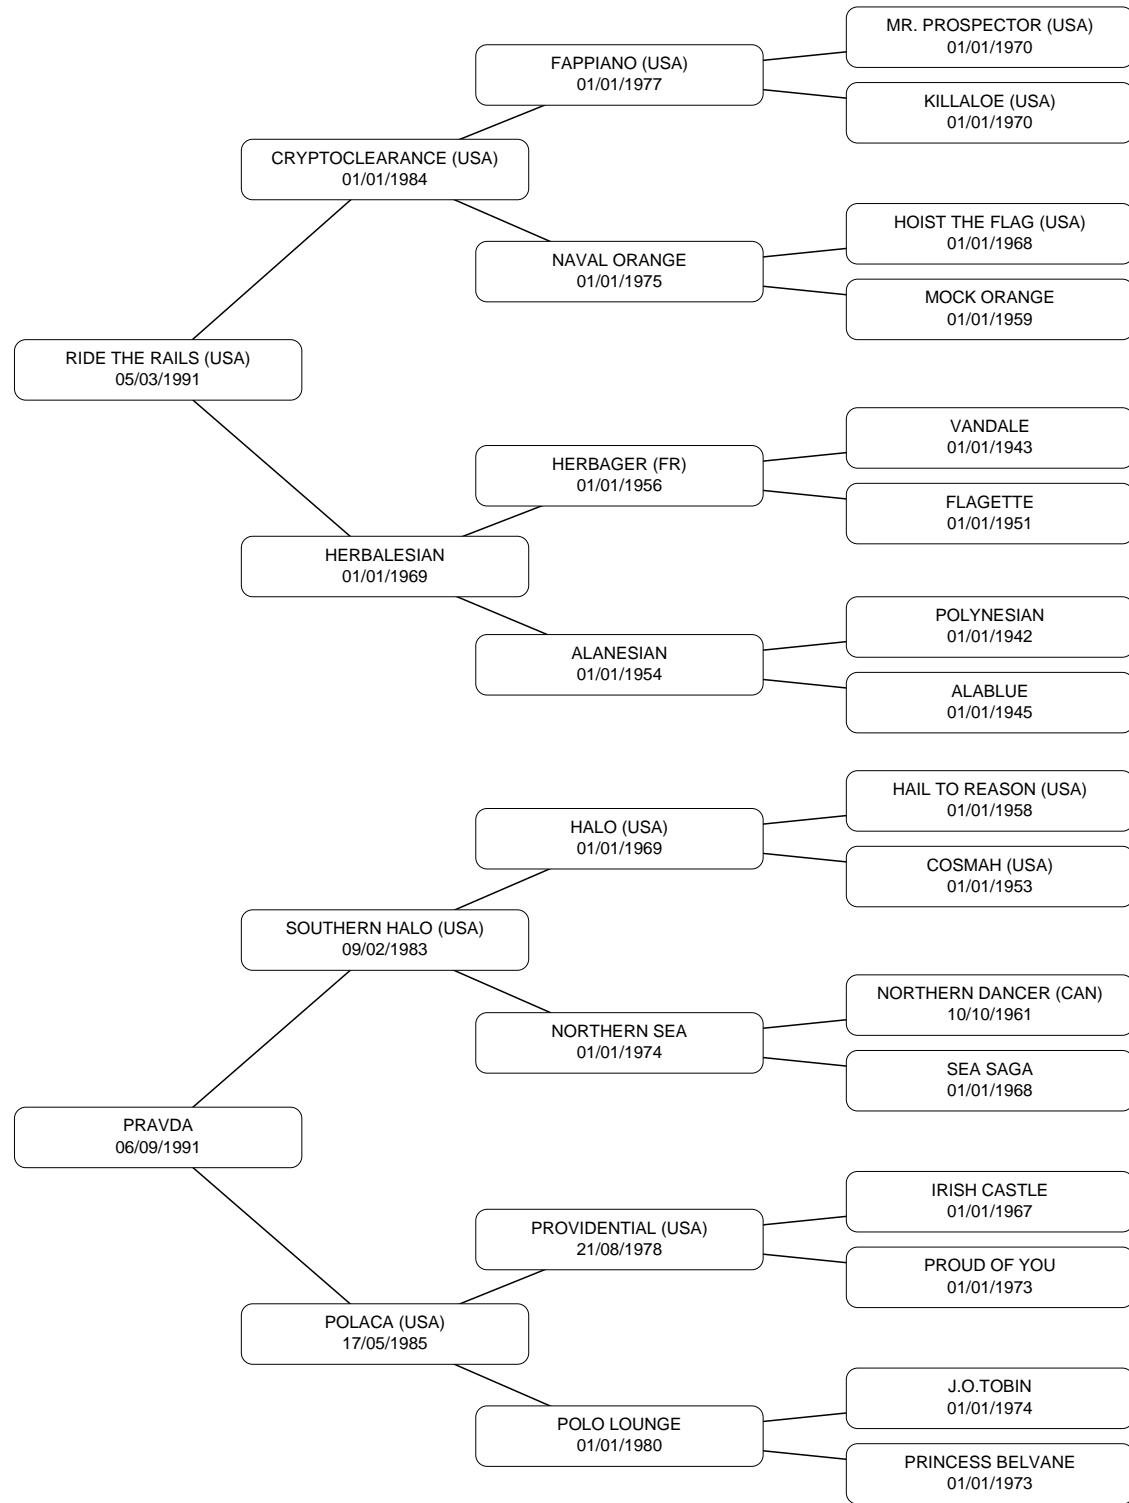 MR. PROSPECTOR (USA)
01/01/1970
FAPPIANO (USA)
01/01/1977
KILLALOE (USA)
01/01/1970
CRYPTOCLEARANCE (USA)
01/01/1984
HOIST THE FLAG (USA)
01/01/1968
NAVAL ORANGE
01/01/1975
MOCK ORANGE
01/01/1959
RIDE THE RAILS (USA)
05/03/1991
VANDALE
01/01/1943
HERBAGER (FR)
01/01/1956
FLAGETTE
01/01/1951
HERBALESIAN
01/01/1969
POLYNESIAN
01/01/1942
ALANESIAN
01/01/1954
ALABLUE
01/01/1945
HAIL TO REASON (USA)
01/01/1958
HALO (USA)
01/01/1969
COSMAH (USA)
01/01/1953
SOUTHERN HALO (USA)
09/02/1983
NORTHERN DANCER (CAN)
10/10/1961
NORTHERN SEA
01/01/1974
SEA SAGA
01/01/1968
PRAVDA
06/09/1991
IRISH CASTLE
01/01/1967
PROVIDENTIAL (USA)
21/08/1978
PROUD OF YOU
01/01/1973
POLACA (USA)
17/05/1985
J.O.TOBIN
01/01/1974
POLO LOUNGE
01/01/1980
PRINCESS BELVANE
01/01/1973